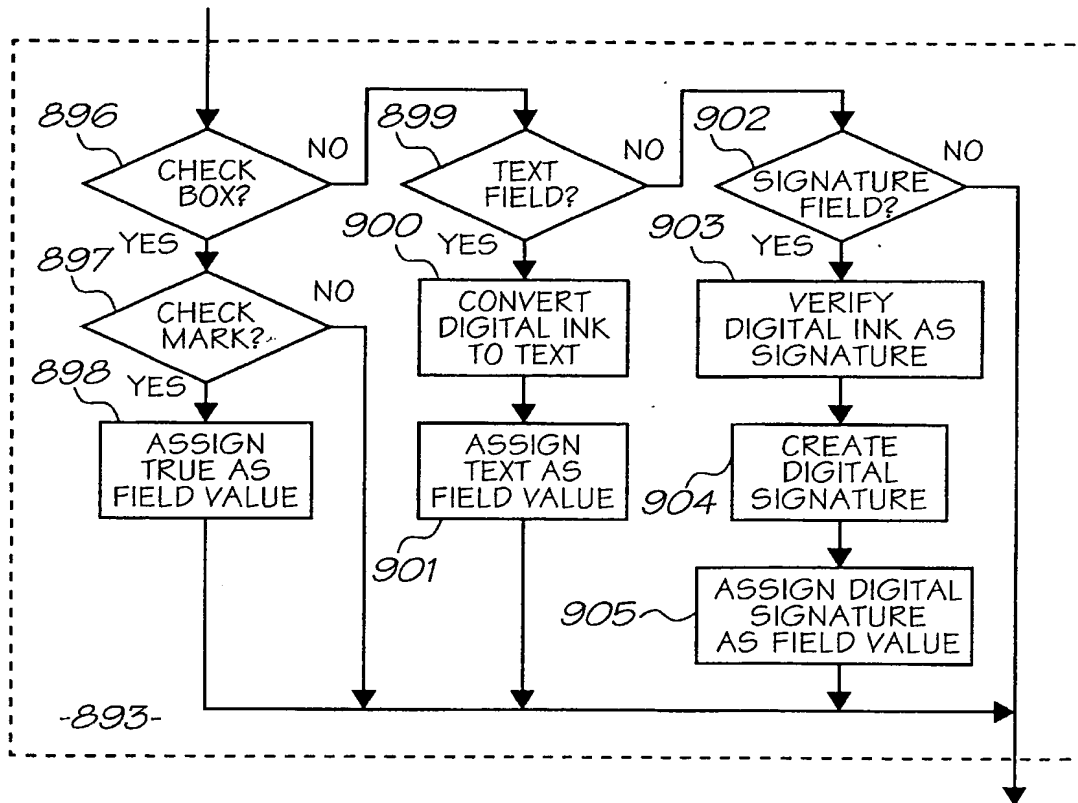 896
CHECK
BOX?
NO
YES
897
CHECK
MARK?
NO
YES
898
ASSIGN
TRUE AS
FIELD VALUE
899
TEXT
FIELD?
NO
YES
900
CONVERT
DIGITAL INK
TO TEXT
ASSIGN
TEXT AS
FIELD VALUE
901
902
SIGNATURE
FIELD?
NO
YES
903
VERIFY
DIGITAL INK AS
SIGNATURE
CREATE
DIGITAL
SIGNATURE
904
ASSIGN DIGITAL
SIGNATURE
AS FIELD VALUE
905
-893-